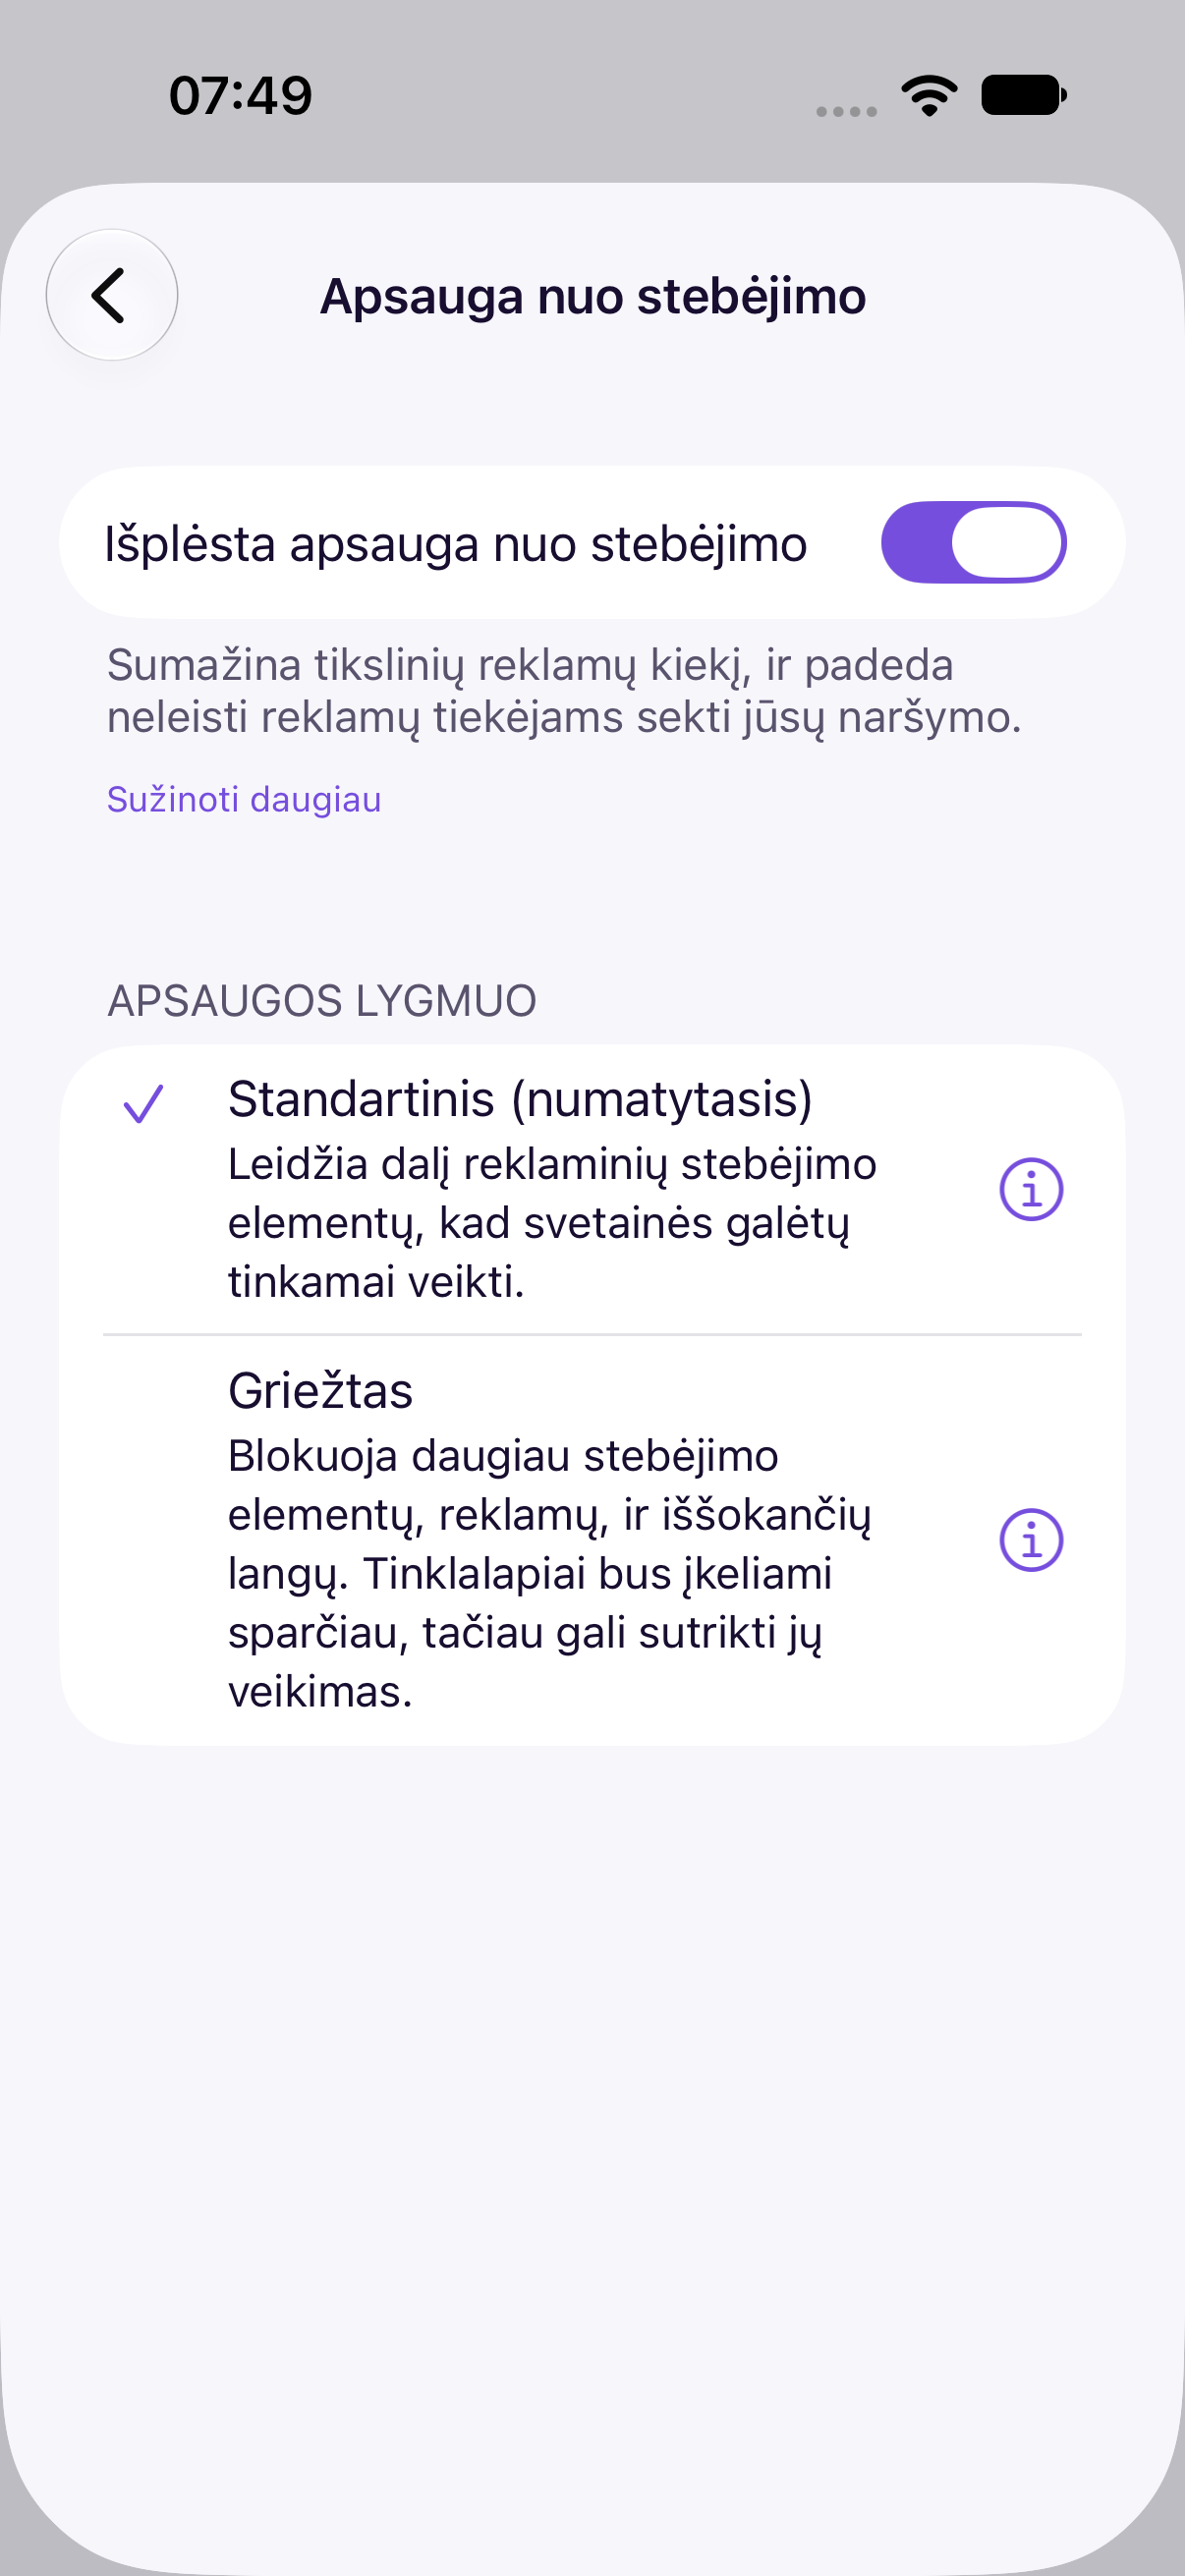 07:49
Apsauga nuo stebėjimo
Išplėsta apsauga nuo stebėjimo
Sumažina tikslinių reklamų kiekį, ir padeda
neleisti reklamų tiekėjams sekti jūsų naršymo.
Sužinoti daugiau
APSAUGOS LYGMUO
Standartinis (numatytasis)
Leidžia dalį reklaminių stebėjimo
elementų, kad svetainės galėtų
tinkamai veikti.
Griežtas
Blokuoja daugiau stebėjimo
elementų, reklamų, ir iššokančių
langų. Tinklalapiai bus įkeliami
sparčiau, tačiau gali sutrikti jų
veikimas.